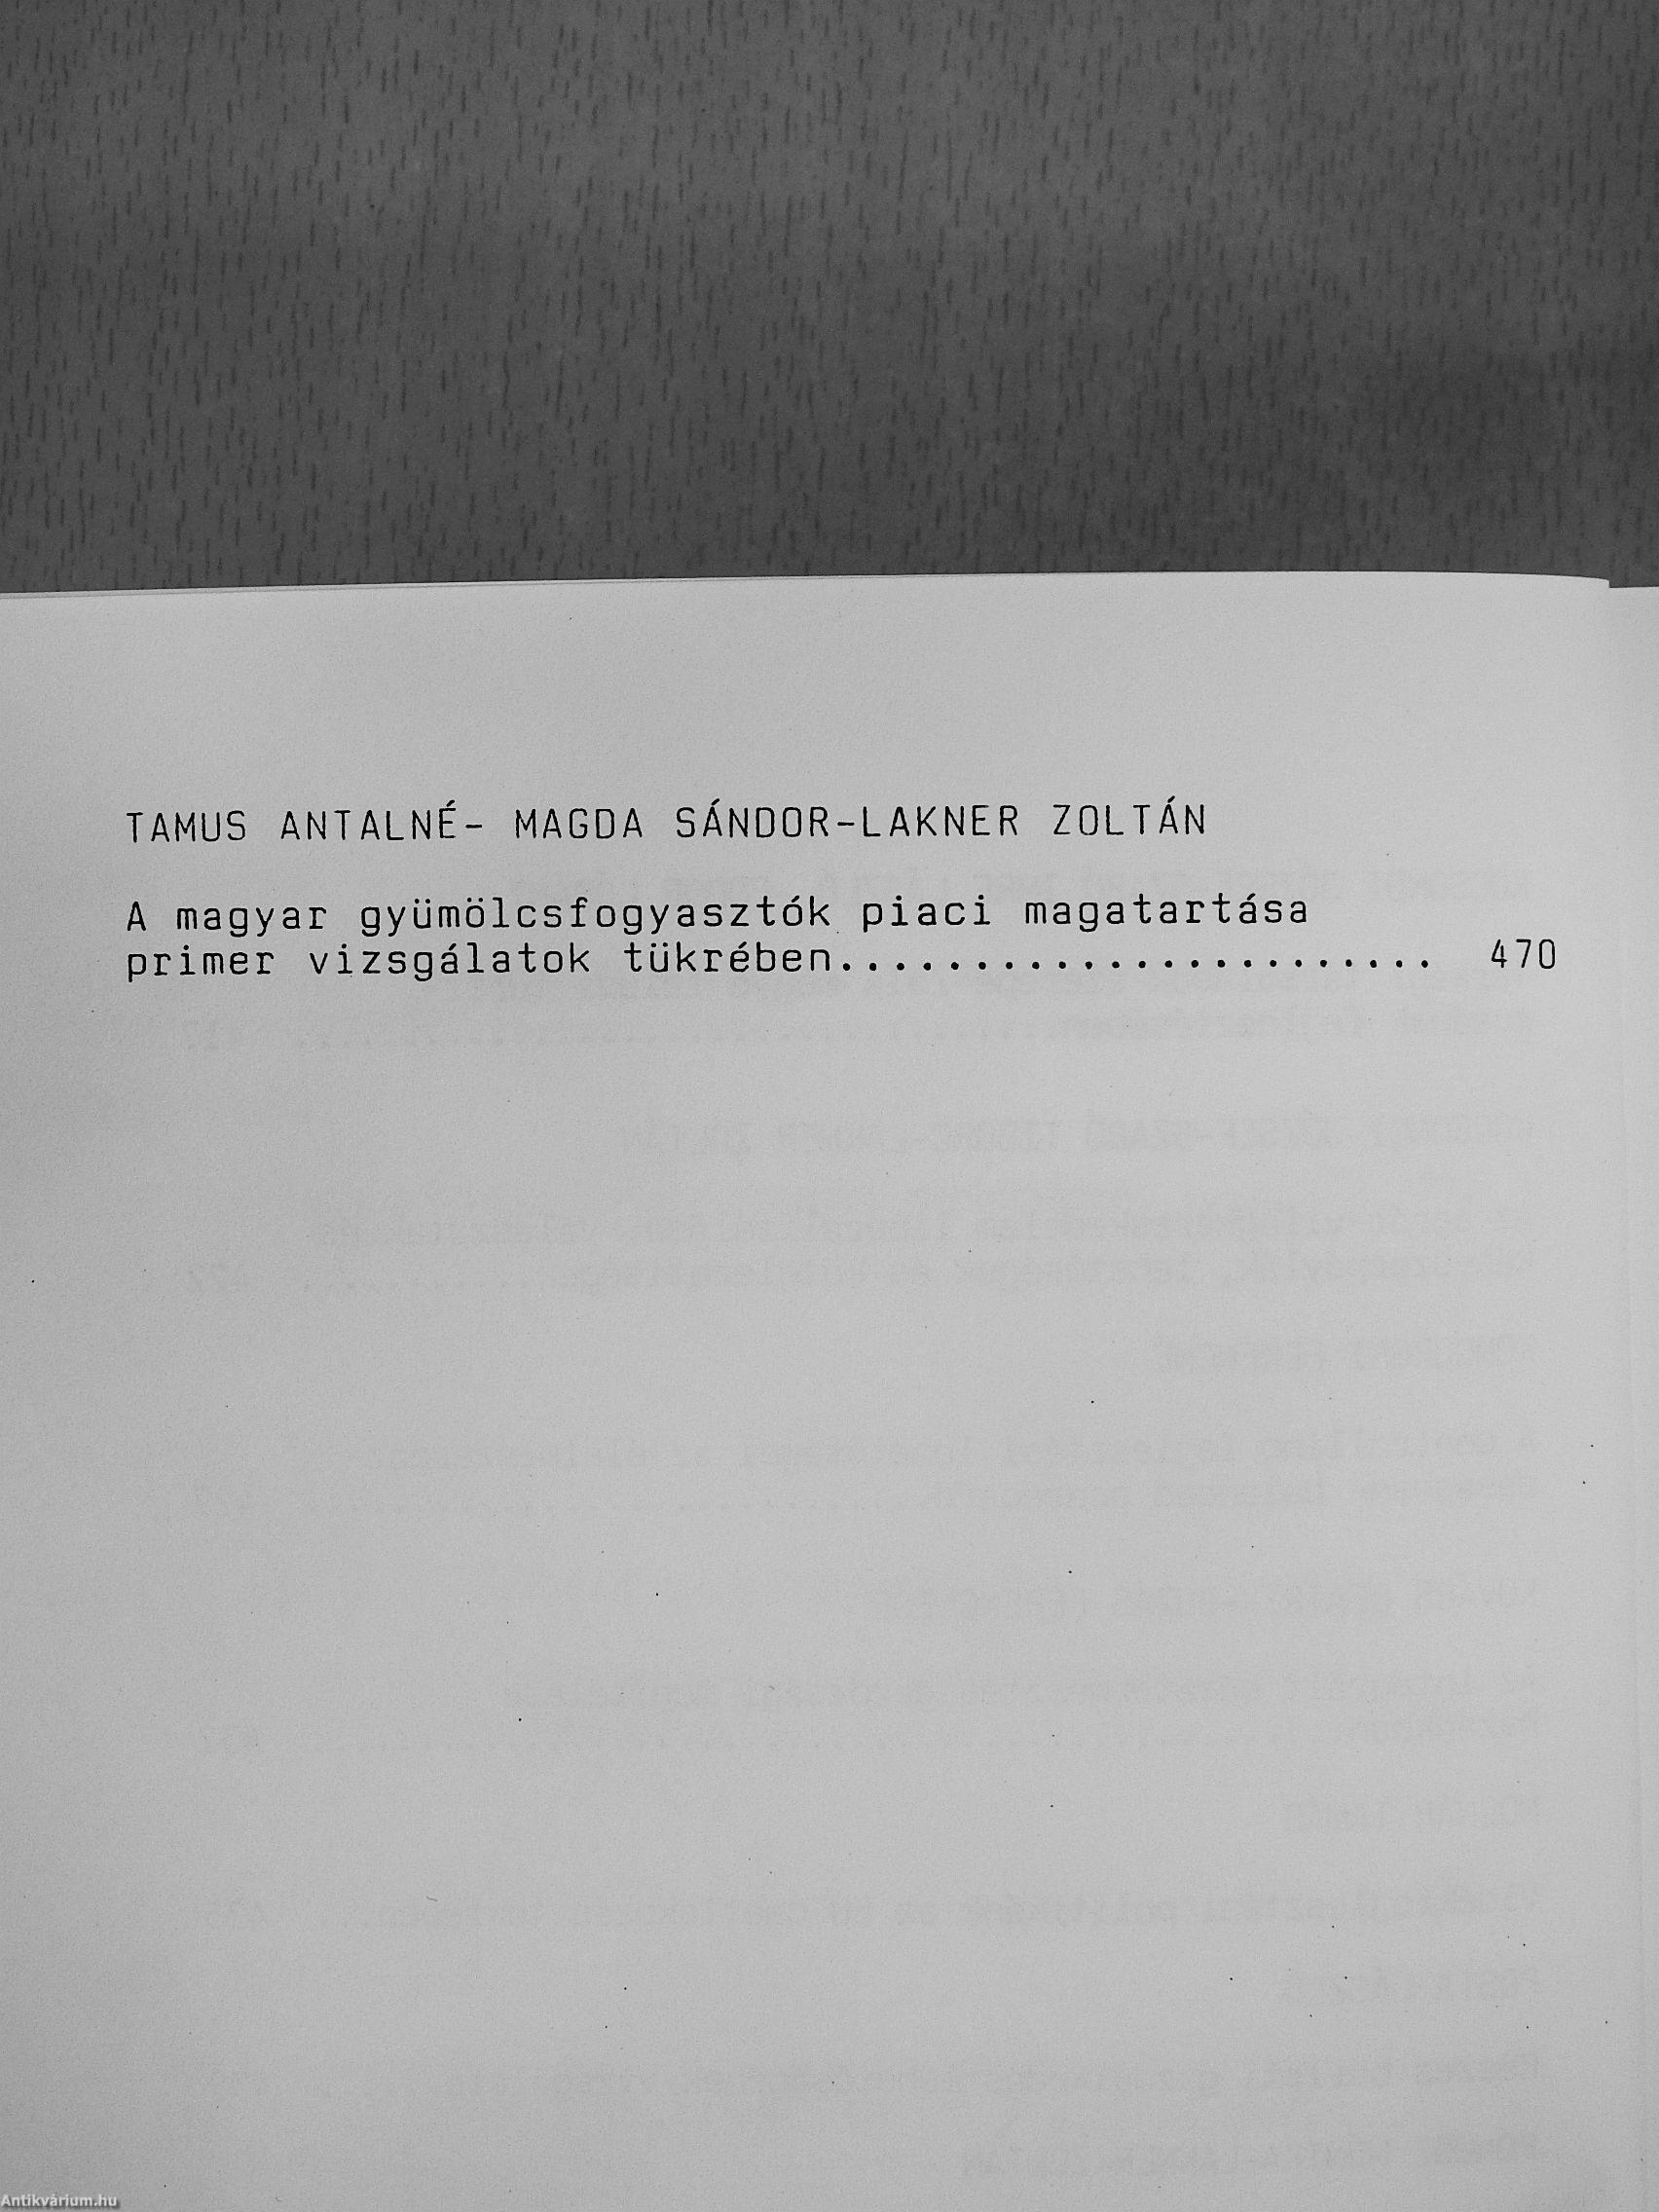 TAMUS ANTALNÉ- MAGDA SÁNDOR-LAKNER ZOLTÁN
A magyar gyümölcsfogyasztók piaci magatartása
primer vizsgálatok tükrében...................... 470
Antikvárium.hu